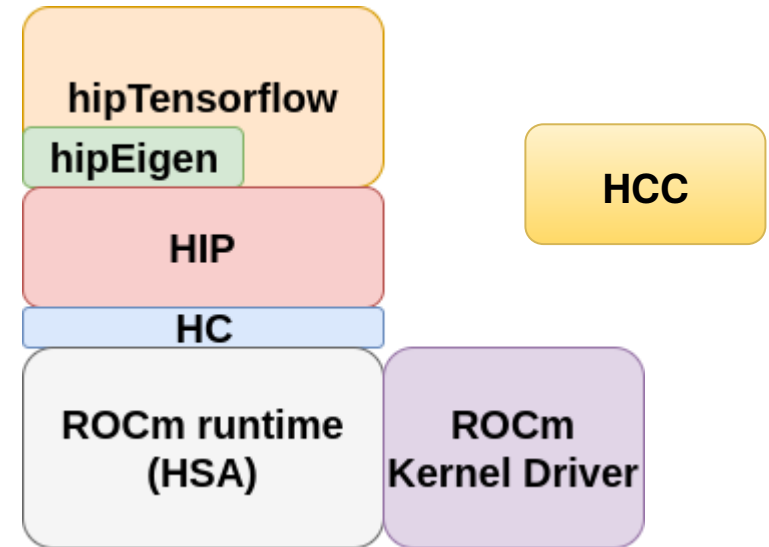 hipTensorflow
hipEigen
HCC
HIP
HC
ROCm runtime
(HSA)
ROCm
Kernel Driver